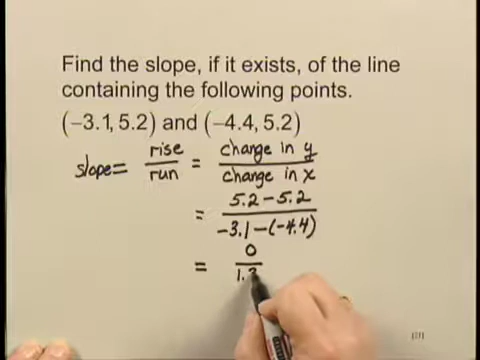 Find the slope, if it exists, of the line
containing the following points.
(−3.1, 5.2) and (−4.4, 5.2)
slope = rise/run = change in y/change in x
= 5.2 − 5.2/−3.1 − (−4.4)
= 0/1.3